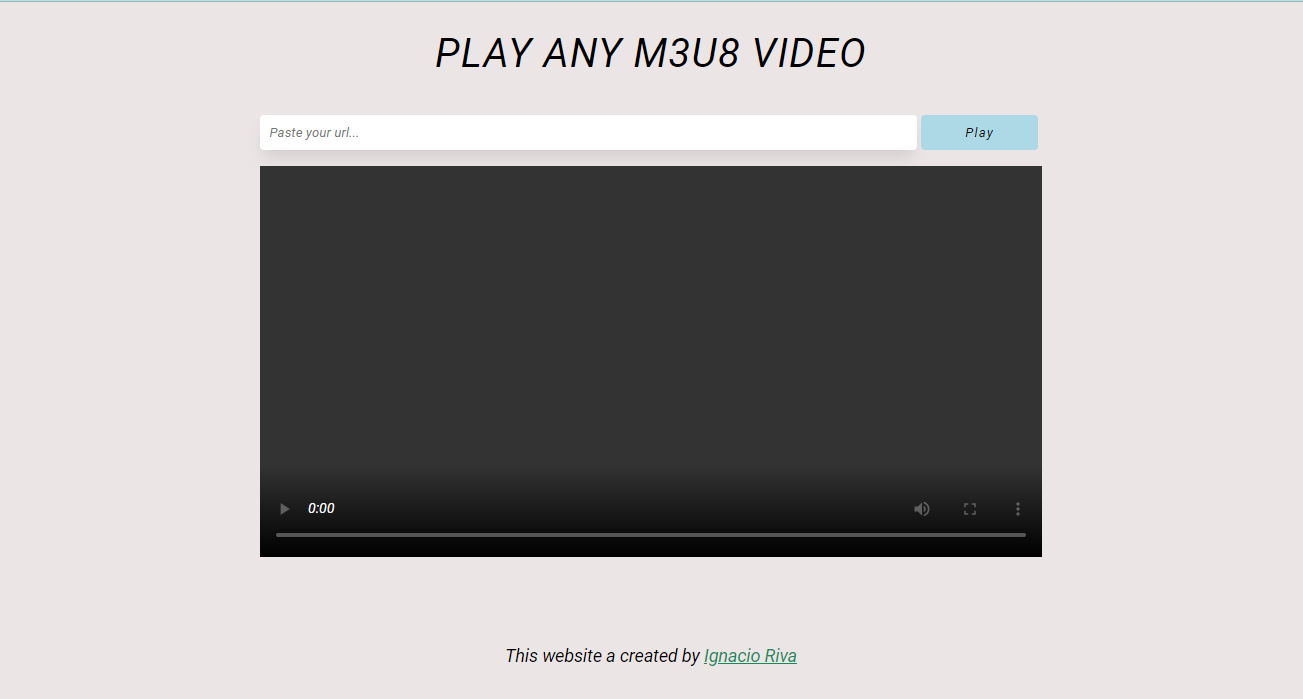 PLAY ANY M3U8 VIDEO
Paste your url...
Play
0:00
This website a created by Ignacio Riva